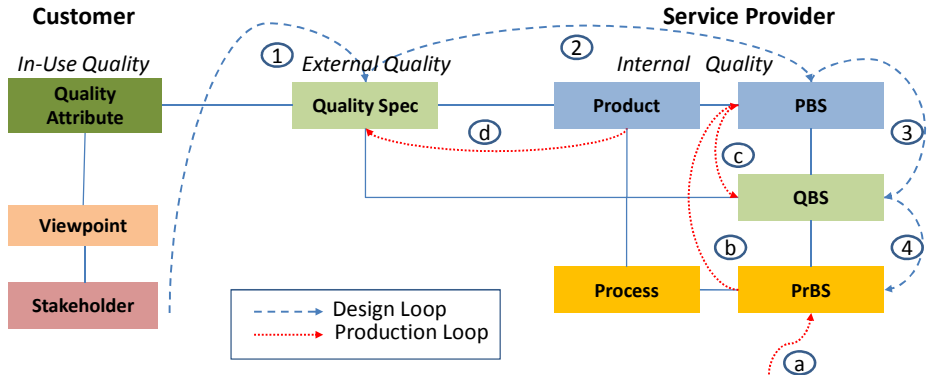 Customer
Service Provider
In-Use Quality
1
External Quality
2
Internal Quality
Quality
Attribute
Quality Spec
Product
PBS
d
3
c
QBS
Viewpoint
b
4
Stakeholder
Process
PrBS
Design Loop
Production Loop
a